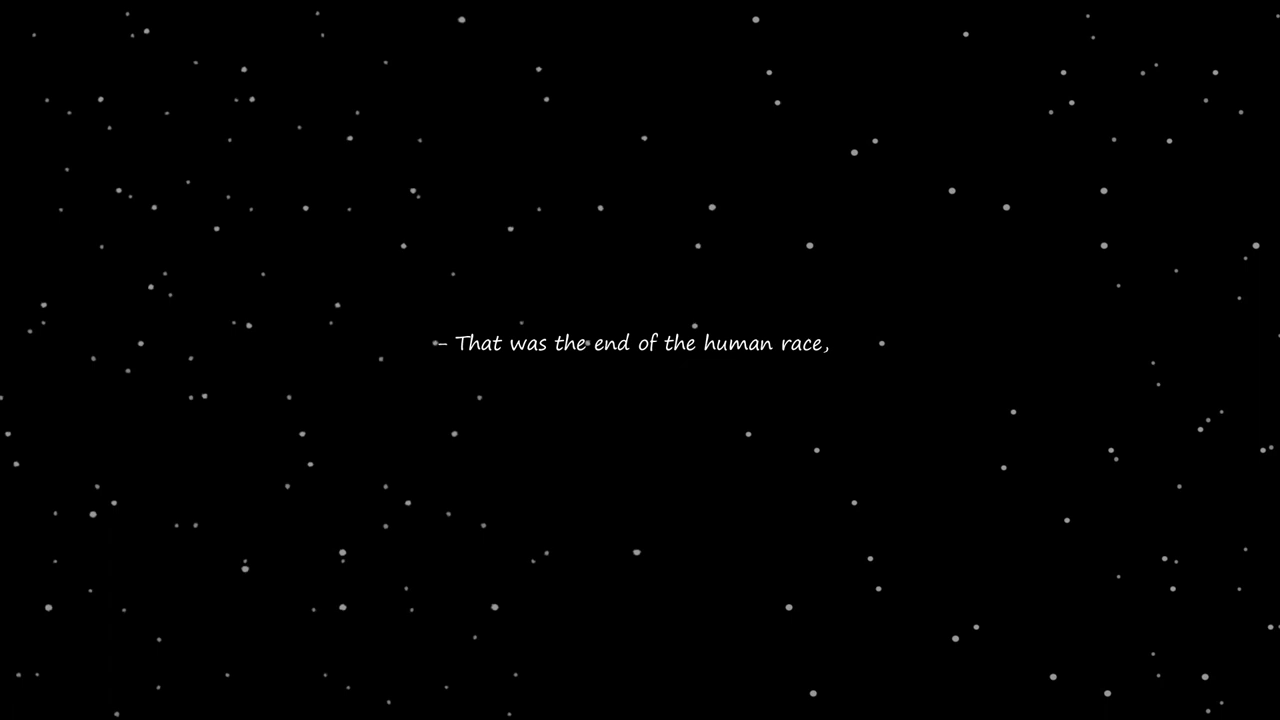 - That was the end of the human race,